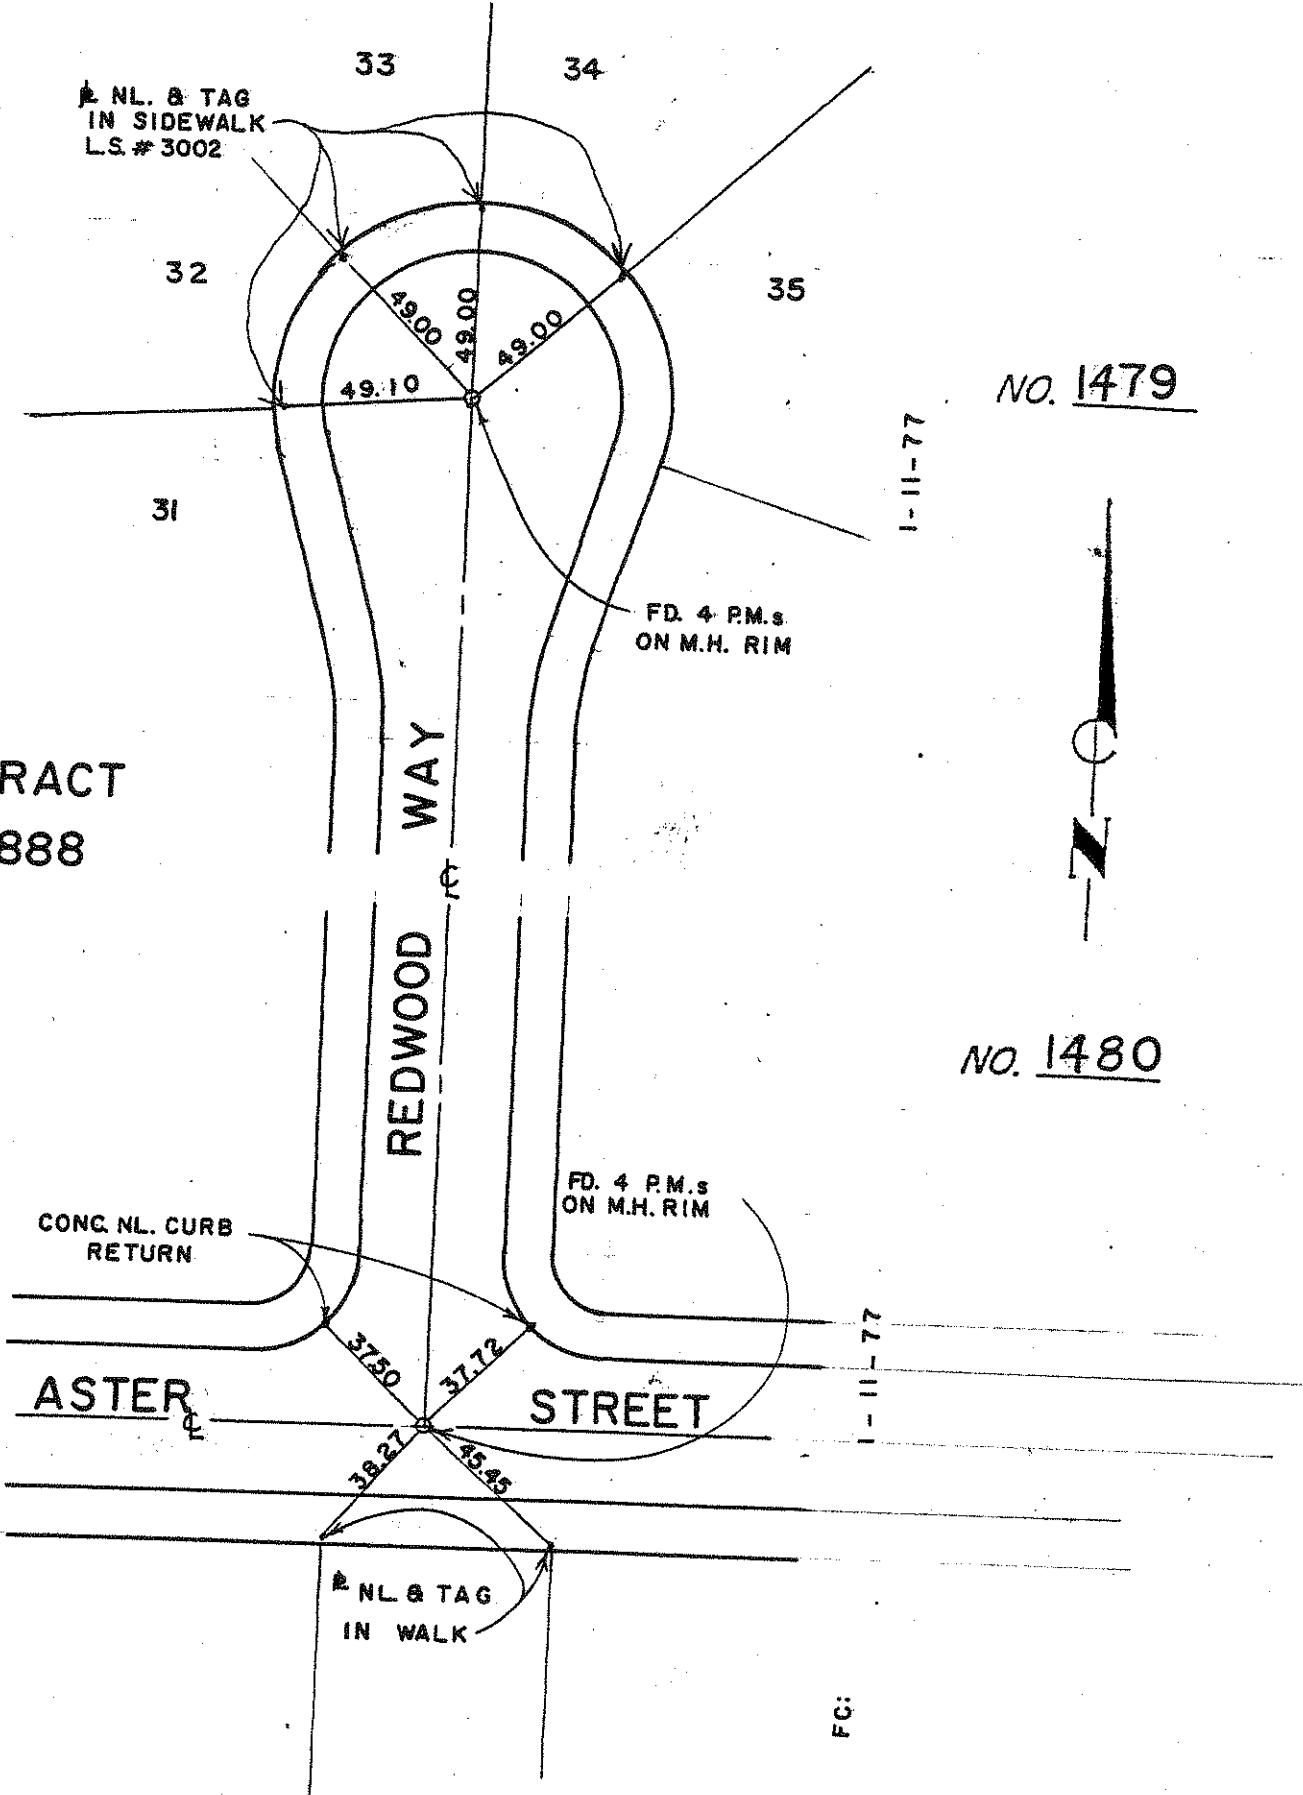 33
34
℄ NL. & TAG
IN SIDEWALK
L.S. # 3002
32
35
49.00
49.00
49.00
49.10
NO. 1479
1-11-77
31
FD. 4 P.M.s
ON M.H. RIM
RACT
888
REDWOOD WAY
℄
N
NO. 1480
FD. 4 P.M.s
ON M.H. RIM
CONC. NL. CURB
RETURN
37.50
37.72
1-11-77
ASTER
℄
STREET
38.27
45.45
NL. & TAG
IN WALK
FC: